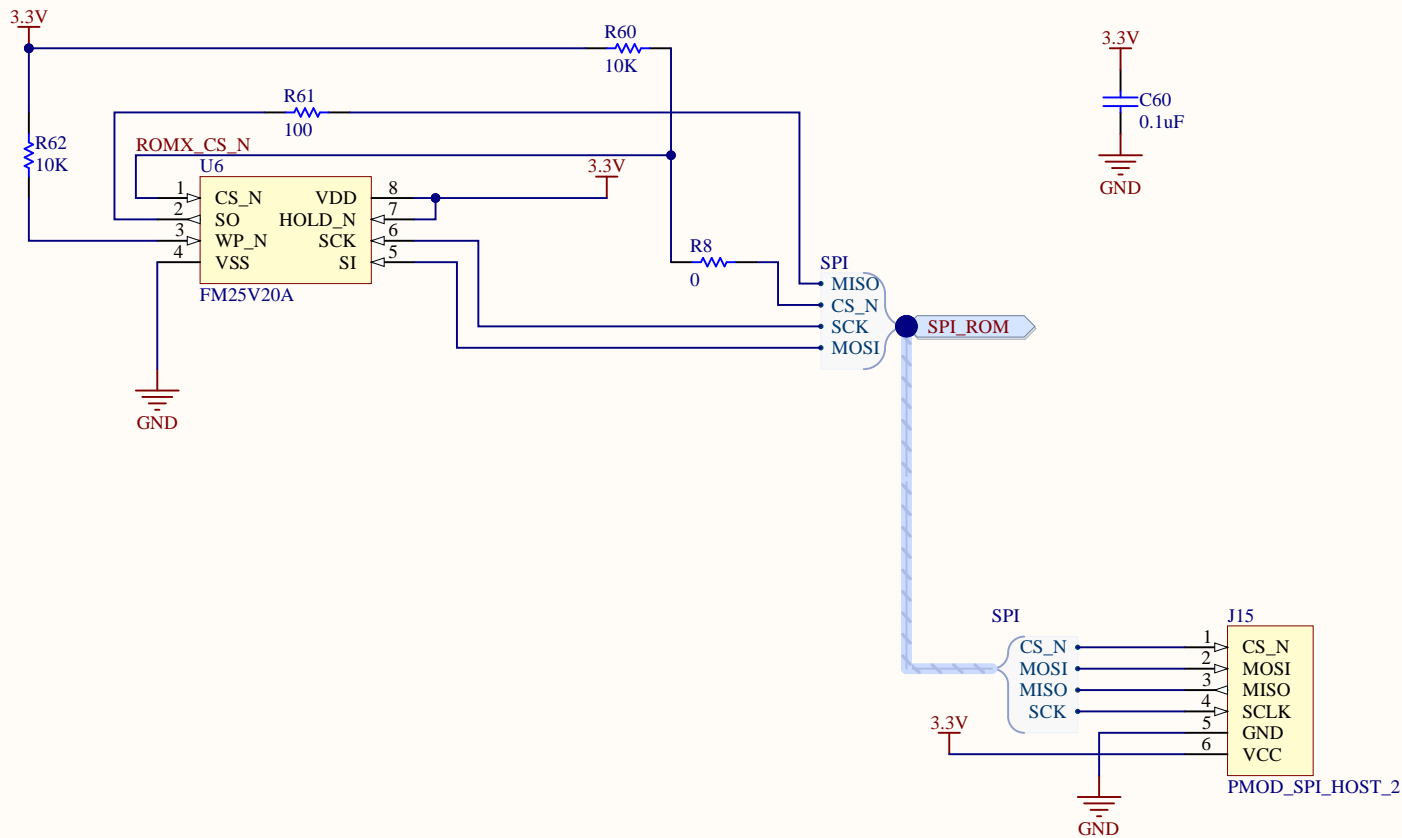 3.3V
R60
10K
3.3V
C60
0.1uF
GND
R61
100
R62
10K
ROMX_CS_N
U6
3.3V
1 CS_N VDD 8
2 SO HOLD_N 7
3 WP_N SCK 6
4 VSS SI 5
FM25V20A
GND
R8
0
SPI
MISO
CS_N
SCK
MOSI
SPI_ROM
SPI
CS_N
MOSI
MISO
SCK
J15
1 CS_N
2 MOSI
3 MISO
4 SCLK
5 GND
6 VCC
PMOD_SPI_HOST_2
3.3V
GND